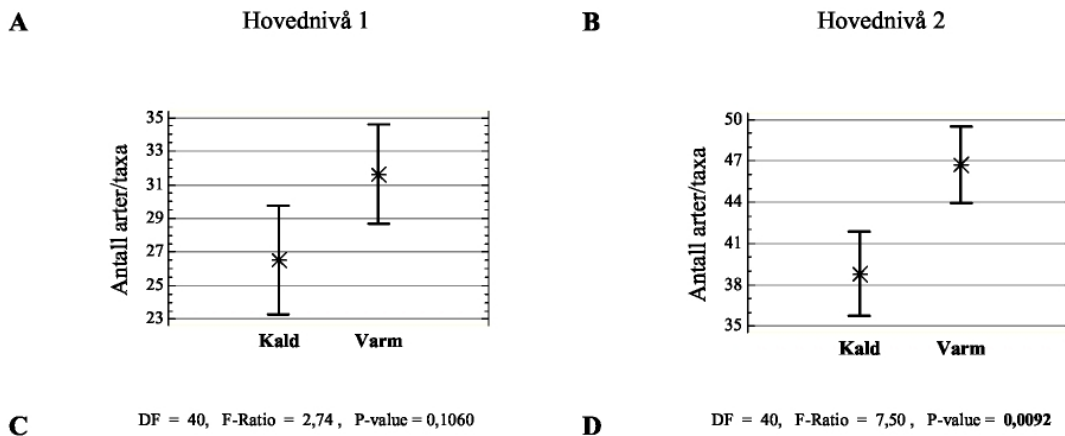 A Hovednivå 1
B Hovednivå 2
Antall arter/taxa
35
33
31
29
27
25
23
Kald Varm
Antall arter/taxa
50
47
44
41
38
35
Kald Varm
C DF = 40, F-Ratio = 2,74 , P-value = 0,1060
D DF = 40, F-Ratio = 7,50 , P-value = 0,0092